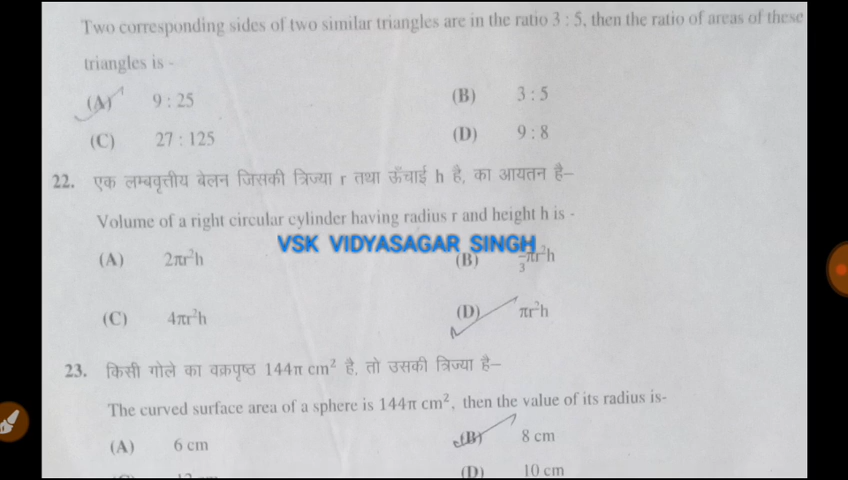 Two corresponding sides of two similar triangles are in the ratio 3 : 5, then the ratio of areas of these
triangles is -
(A) 9 : 25 (B) 3 : 5
(C) 27 : 125 (D) 9 : 8
22. एक लम्बवृत्तीय बेलन जिसकी त्रिज्या r तथा ऊँचाई h है, का आयतन है–
Volume of a right circular cylinder having radius r and height h is -
VSK VIDYASAGAR SINGH
(A) 2πr²h (B) 3 πr²h
(C) 4πr²h (D) πr²h
23. किसी गोले का वक्रपृष्ठ 144π cm² है, तो उसकी त्रिज्या है–
The curved surface area of a sphere is 144π cm², then the value of its radius is-
(A) 6 cm (B) 8 cm
(D) 10 cm